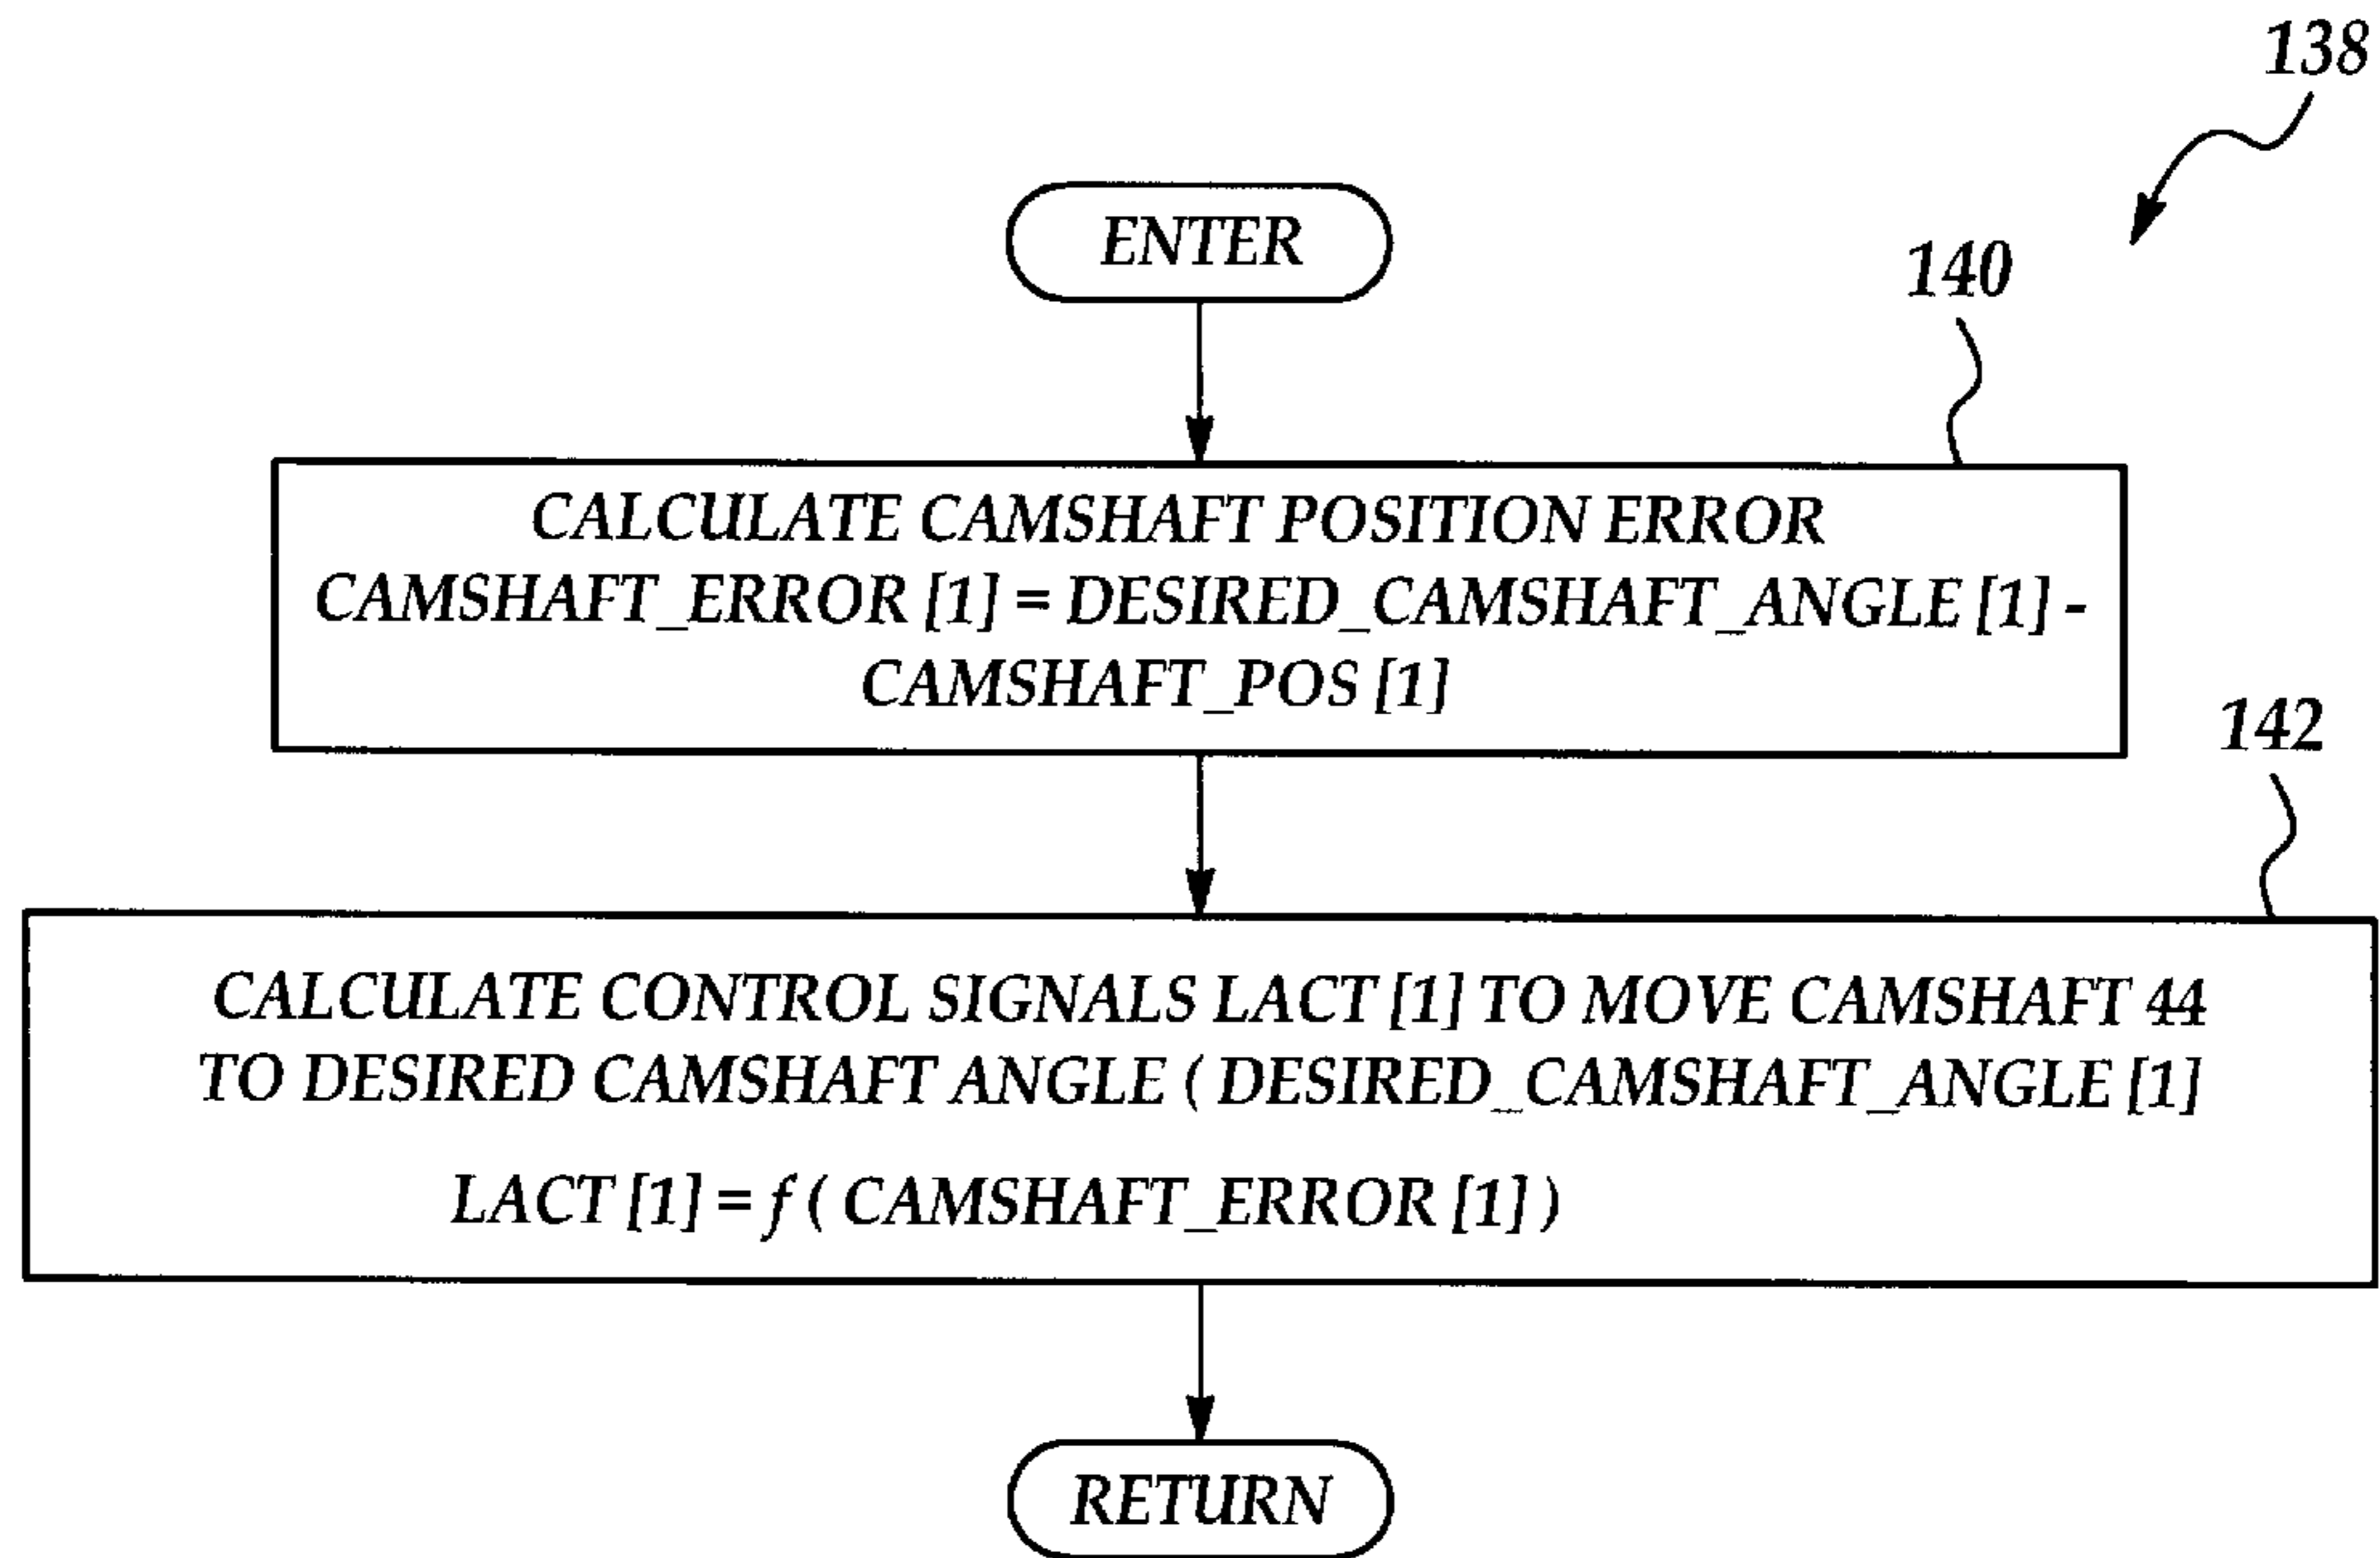 138
ENTER
140
CALCULATE CAMSHAFT POSITION ERROR
CAMSHAFT_ERROR [1] = DESIRED_CAMSHAFT_ANGLE [1] -
CAMSHAFT_POS [1]
142
CALCULATE CONTROL SIGNALS LACT [1] TO MOVE CAMSHAFT 44
TO DESIRED CAMSHAFT ANGLE ( DESIRED_CAMSHAFT_ANGLE [1]
LACT [1] = f ( CAMSHAFT_ERROR [1] )
RETURN